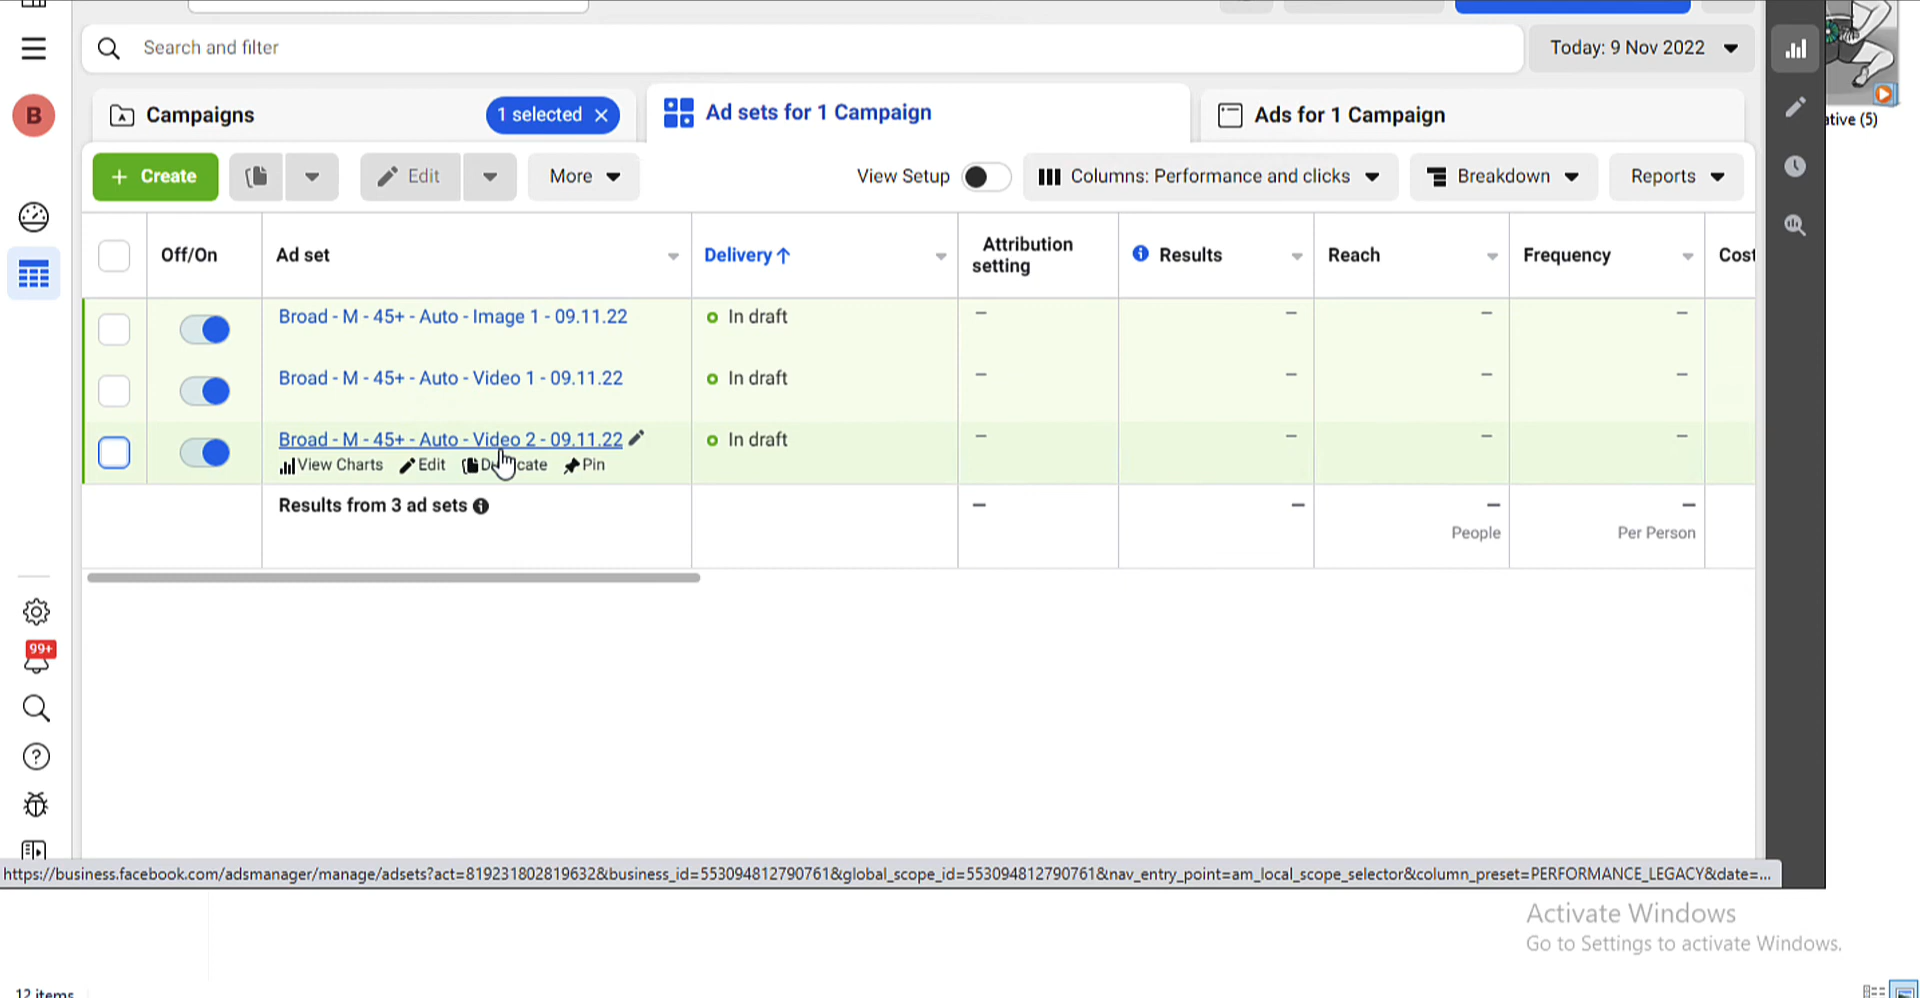 Search and filter
Today: 9 Nov 2022
B
Campaigns
1 selected
Ad sets for 1 Campaign
Ads for 1 Campaign
ative (5)
+ Create
Edit
More
View Setup
Columns: Performance and clicks
Breakdown
Reports
Off/On
Ad set
Delivery↑
Attribution
setting
Results
Reach
Frequency
Cost
Broad - M - 45+ - Auto - Image 1 - 09.11.22
In draft
–
–
–
–
Broad - M - 45+ - Auto - Video 1 - 09.11.22
In draft
–
–
–
–
Broad - M - 45+ - Auto - Video 2 - 09.11.22
In draft
–
–
–
–
View Charts
Edit
Pin
Results from 3 ad sets
–
–
–
–
People
Per Person
99+
https://business.facebook.com/adsmanager/manage/adsets?act=819231802819632&business_id=553094812790761&global_scope_id=553094812790761&nav_entry_point=am_local_scope_selector&column_preset=PERFORMANCE_LEGACY&date=...
Activate Windows
Go to Settings to activate Windows.
12 items